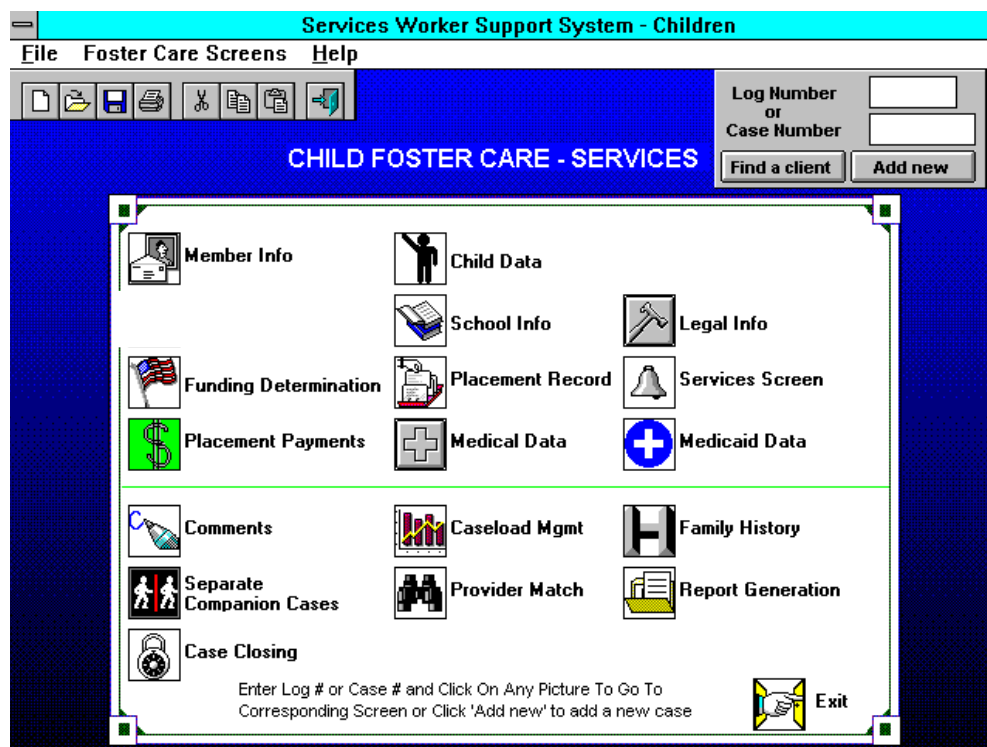 Services Worker Support System - Children
File Foster Care Screens Help
Log Number
or
Case Number
CHILD FOSTER CARE - SERVICES
Find a client Add new
Member Info Child Data
School Info Legal Info
Funding Determination Placement Record Services Screen
Placement Payments Medical Data Medicaid Data
C Comments Caseload Mgmt H Family History
Separate
Companion Cases Provider Match Report Generation
Case Closing
Enter Log # or Case # and Click On Any Picture To Go To
Corresponding Screen or Click 'Add new' to add a new case
Exit